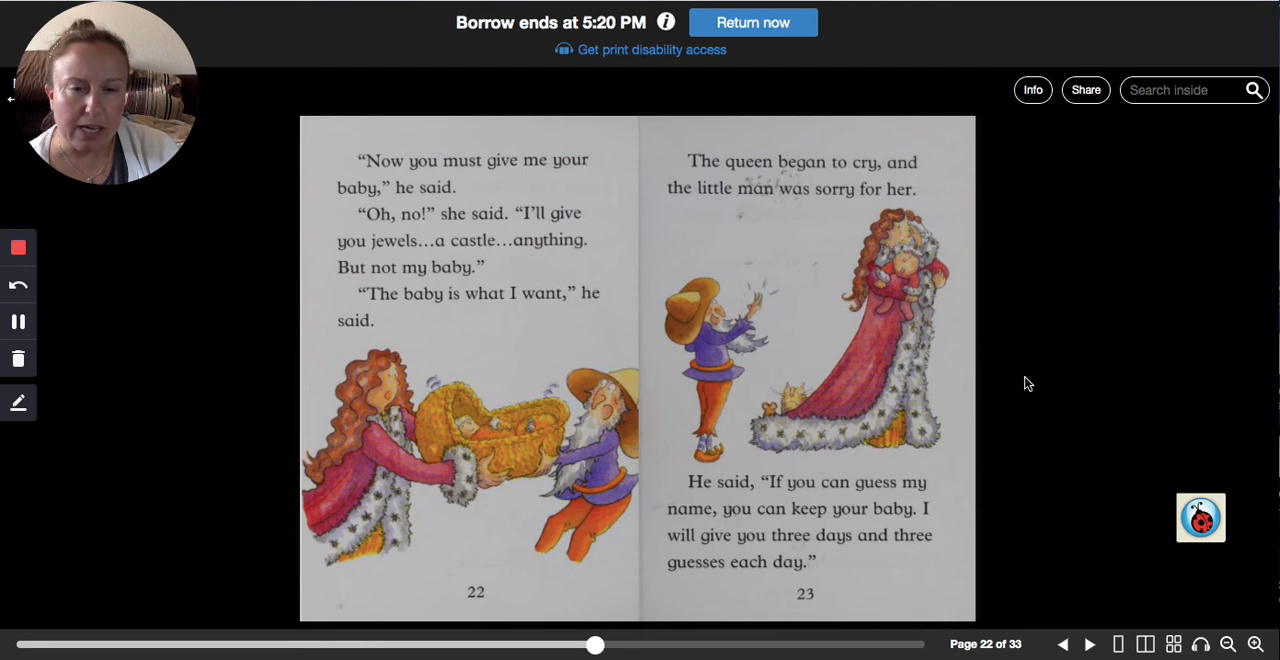 Borrow ends at 5:20 PM i Return now
Get print disability access
Info Share Search inside
“Now you must give me your
baby,” he said.
“Oh, no!” she said. “I’ll give
you jewels...a castle...anything.
But not my baby.”
“The baby is what I want,” he
said.
22
The queen began to cry, and
the little man was sorry for her.
He said, “If you can guess my
name, you can keep your baby. I
will give you three days and three
guesses each day.”
23
Page 22 of 33